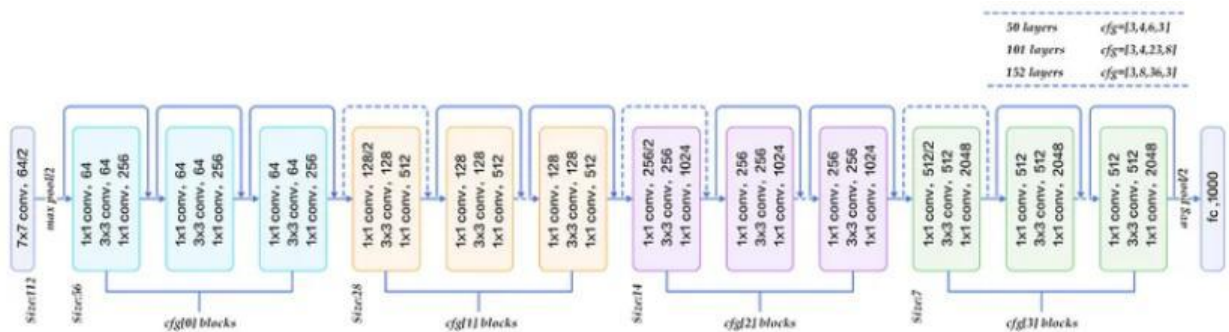 50 layers cfg=[3,4,6,3]
101 layers cfg=[3,4,23,8]
152 layers cfg=[3,8,36,3]
7x7 conv, 64/2
max pool/2
1x1 conv, 64
3x3 conv, 64
1x1 conv, 256
1x1 conv, 64
3x3 conv, 64
1x1 conv, 256
1x1 conv, 64
3x3 conv, 64
1x1 conv, 256
1x1 conv, 128/2
3x3 conv, 128
1x1 conv, 512
1x1 conv, 128
3x3 conv, 128
1x1 conv, 512
1x1 conv, 128
3x3 conv, 128
1x1 conv, 512
1x1 conv, 256/2
3x3 conv, 256
1x1 conv, 1024
1x1 conv, 256
3x3 conv, 256
1x1 conv, 1024
1x1 conv, 256
3x3 conv, 256
1x1 conv, 1024
1x1 conv, 512/2
3x3 conv, 512
1x1 conv, 2048
1x1 conv, 512
3x3 conv, 512
1x1 conv, 2048
1x1 conv, 512
3x3 conv, 512
1x1 conv, 2048
avg pool/2
fc ,1000
Size:112
Size:56
cfg[0] blocks
Size:28
cfg[1] blocks
Size:14
cfg[2] blocks
Size:7
cfg[3] blocks